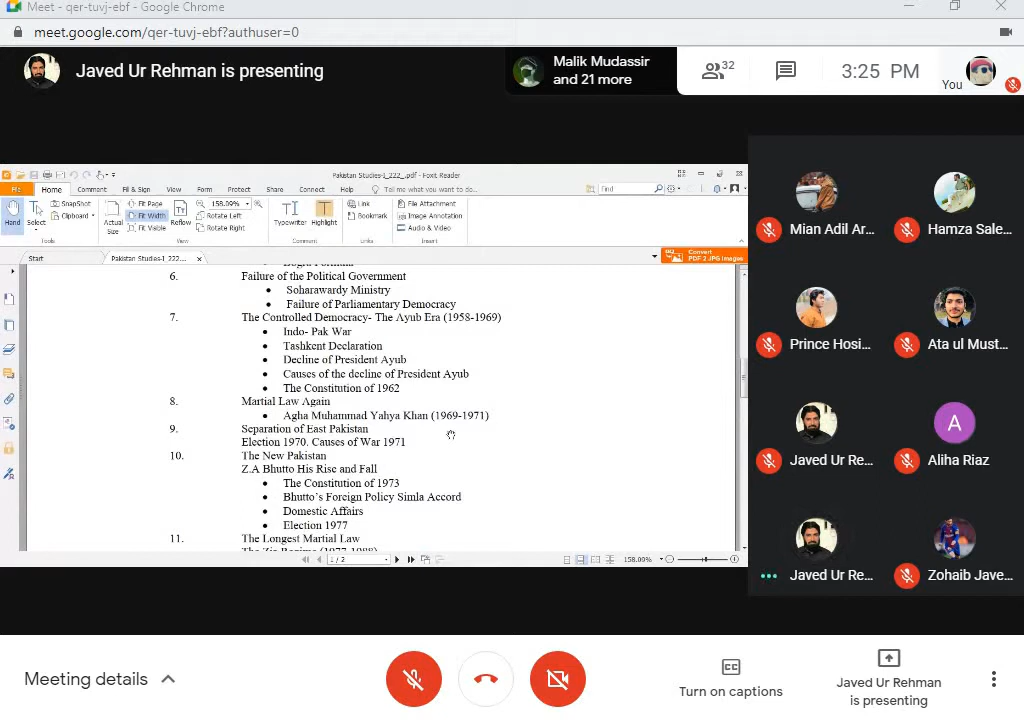 Meet - qer-tuvj-ebf - Google Chrome
meet.google.com/qer-tuvj-ebf?authuser=0
Javed Ur Rehman is presenting
Malik Mudassir
and 21 more
32
3:25 PM
You
Pakistan Studies-I_222_.pdf - Foxit Reader
File Home Comment Fill & Sign View Form Protect Share Connect Help Tell me what you want to do... Find
Hand
Select
SnapShot
Clipboard
Tools
Actual
Size
Fit Page
Fit Width
Fit Visible
Reflow
158.09%
Rotate Left
Rotate Right
View
Typewriter
Highlight
Comment
Link
Bookmark
Links
File Attachment
Image Annotation
Audio & Video
Insert
Start
Pakistan Studies-I_222...
Convert
PDF 2 JPG Images
6. Failure of the Political Government
• Soharawardy Ministry
• Failure of Parliamentary Democracy
7. The Controlled Democracy- The Ayub Era (1958-1969)
• Indo- Pak War
• Tashkent Declaration
• Decline of President Ayub
• Causes of the decline of President Ayub
• The Constitution of 1962
8. Martial Law Again
• Agha Muhammad Yahya Khan (1969-1971)
9. Separation of East Pakistan
Election 1970. Causes of War 1971
10. The New Pakistan
Z.A Bhutto His Rise and Fall
• The Constitution of 1973
• Bhutto's Foreign Policy Simla Accord
• Domestic Affairs
• Election 1977
11. The Longest Martial Law
1 / 2
158.09%
Mian Adil Ar...
Hamza Sale...
Prince Hosi...
Ata ul Must...
Javed Ur Re...
A
Aliha Riaz
Javed Ur Re...
Zohaib Jave...
Meeting details
CC
Turn on captions
Javed Ur Rehman
is presenting